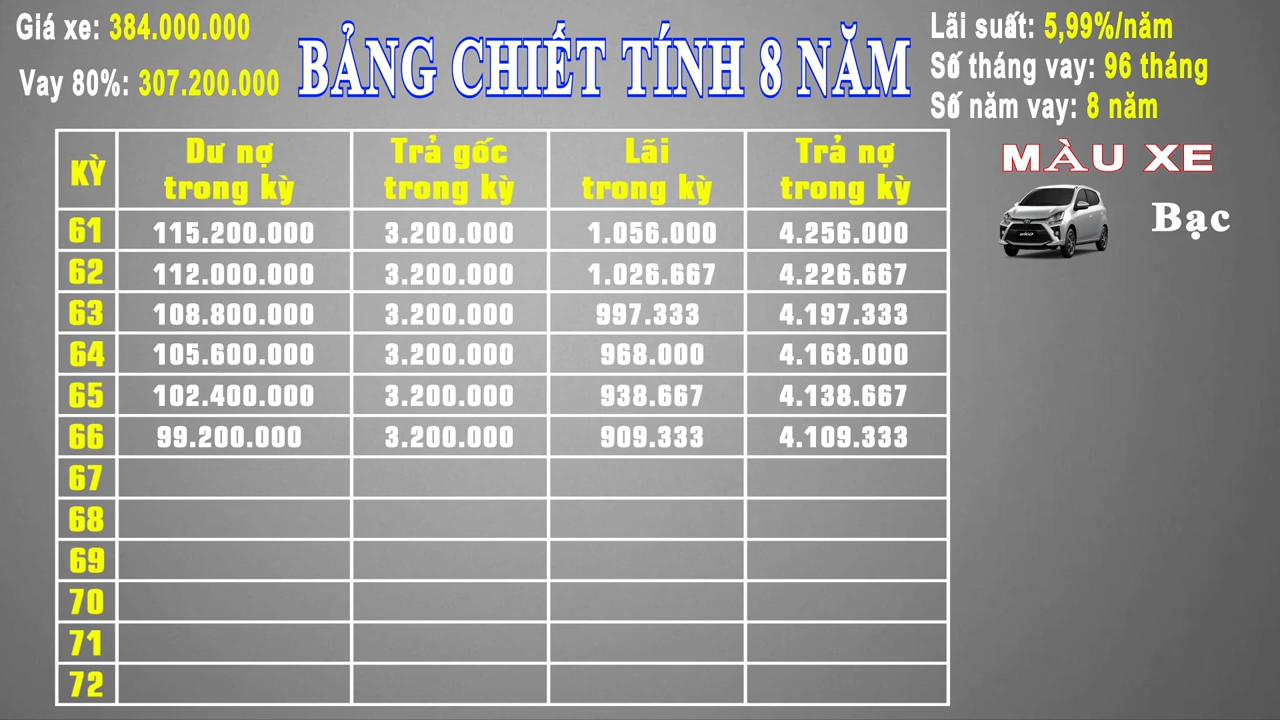 Giá xe: 384.000.000
Vay 80%: 307.200.000
BẢNG CHIẾT TÍNH 8 NĂM
Lãi suất: 5,99%/năm
Số tháng vay: 96 tháng
Số năm vay: 8 năm
MÀU XE
Bạc
KỲ Dư nợ trong kỳ Trả gốc trong kỳ Lãi trong kỳ Trả nợ trong kỳ
61 115.200.000 3.200.000 1.056.000 4.256.000
62 112.000.000 3.200.000 1.026.667 4.226.667
63 108.800.000 3.200.000 997.333 4.197.333
64 105.600.000 3.200.000 968.000 4.168.000
65 102.400.000 3.200.000 938.667 4.138.667
66 99.200.000 3.200.000 909.333 4.109.333
67
68
69
70
71
72